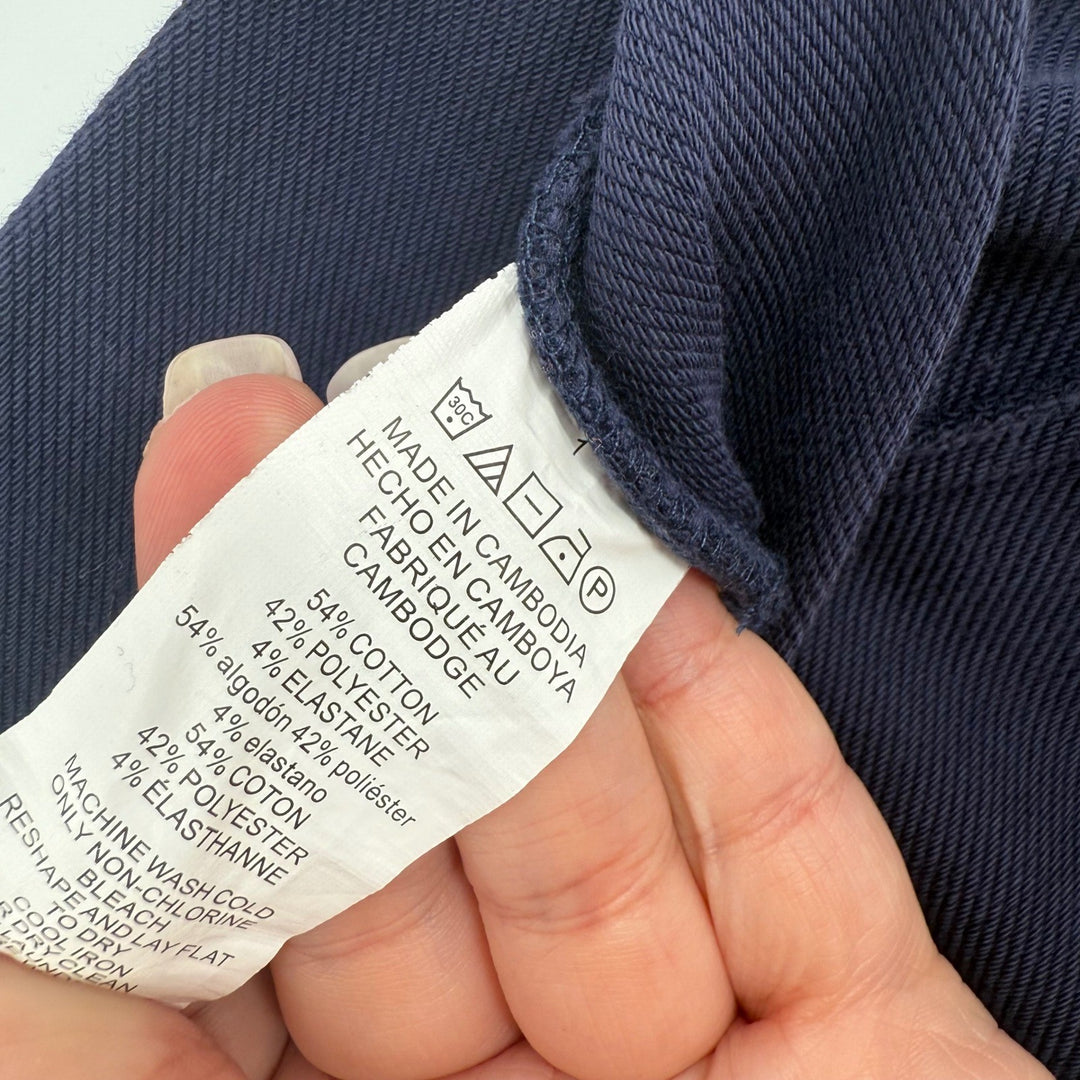 30C
P
MADE IN CAMBODIA
HECHO EN CAMBOYA
FABRIQUÉ AU
CAMBODGE
54% COTTON
42% POLYESTER
4% ELASTANE
54% algodón 42% poliéster
4% elastano
54% COTON
42% POLYESTER
4% ÉLASTHANNE
MACHINE WASH COLD
ONLY NON-CHLORINE
BLEACH
RESHAPE AND LAY FLAT
TO DRY
COOL IRON
DRY CLEAN